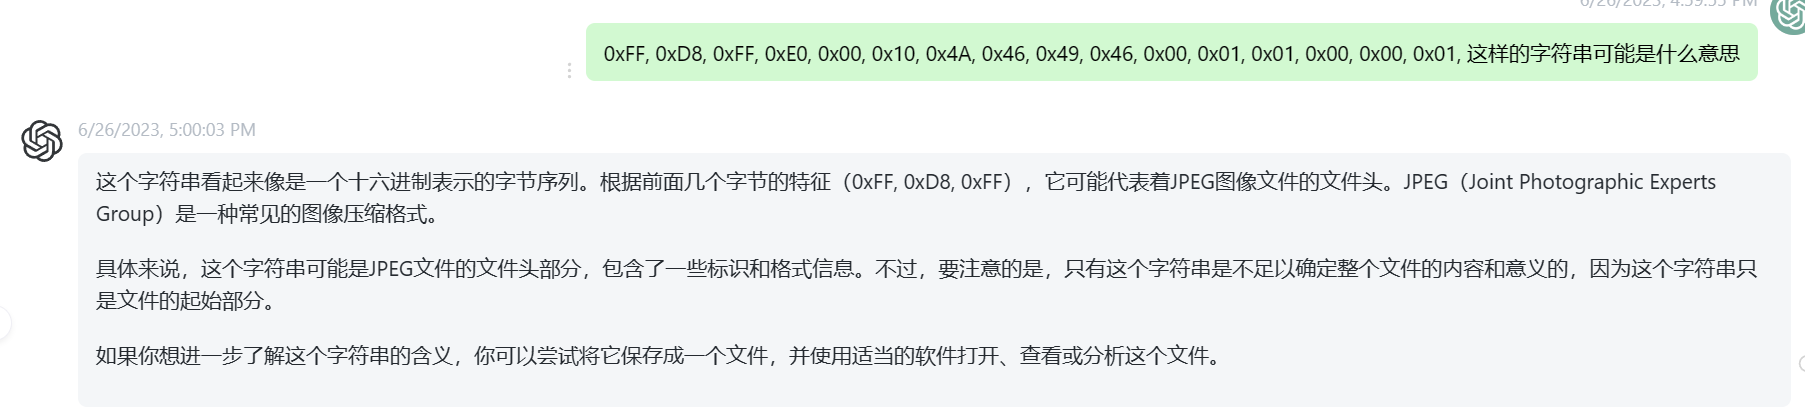 6/26/2023, 4:59:55 PM
0xFF, 0xD8, 0xFF, 0xE0, 0x00, 0x10, 0x4A, 0x46, 0x49, 0x46, 0x00, 0x01, 0x01, 0x00, 0x00, 0x01, 这样的字符串可能是什么意思
6/26/2023, 5:00:03 PM
这个字符串看起来像是一个十六进制表示的字节序列。根据前面几个字节的特征（0xFF, 0xD8, 0xFF），它可能代表着JPEG图像文件的文件头。JPEG（Joint Photographic Experts
Group）是一种常见的图像压缩格式。
具体来说，这个字符串可能是JPEG文件的文件头部分，包含了一些标识和格式信息。不过，要注意的是，只有这个字符串是不足以确定整个文件的内容和意义的，因为这个字符串只
是文件的起始部分。
如果你想进一步了解这个字符串的含义，你可以尝试将它保存成一个文件，并使用适当的软件打开、查看或分析这个文件。